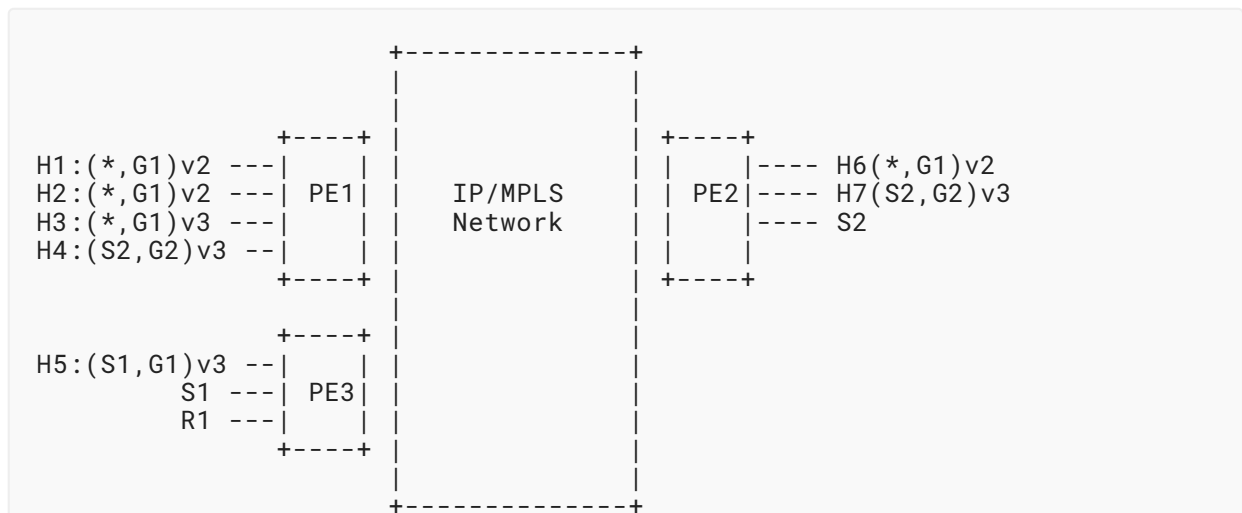 +--------------+
                              |              |
                              |              |
                     +----+   |              |  +----+
H1:(*,G1)v2 ---|     |   |              |  |    |---- H6(*,G1)v2
H2:(*,G1)v2 ---| PE1|   |   IP/MPLS    |  | PE2|---- H7(S2,G2)v3
H3:(*,G1)v3 ---|     |   |   Network    |  |    |---- S2
H4:(S2,G2)v3 --|     |   |              |  |    |
                     +----+   |              |  +----+
                              |              |
                     +----+   |              |
H5:(S1,G1)v3 --|     |   |              |
         S1 ---| PE3|   |              |
         R1 ---|     |   |              |
                     +----+   |              |
                              |              |
                              +--------------+